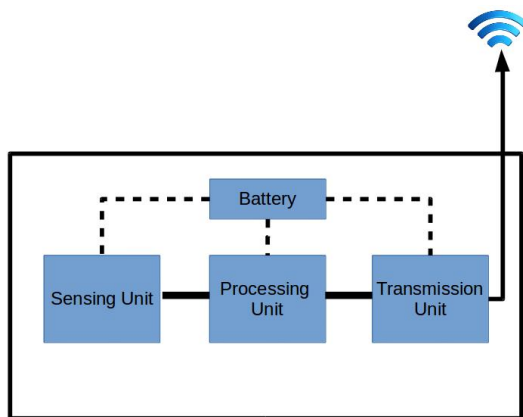 Battery
Sensing Unit
Processing
Unit
Transmission
Unit